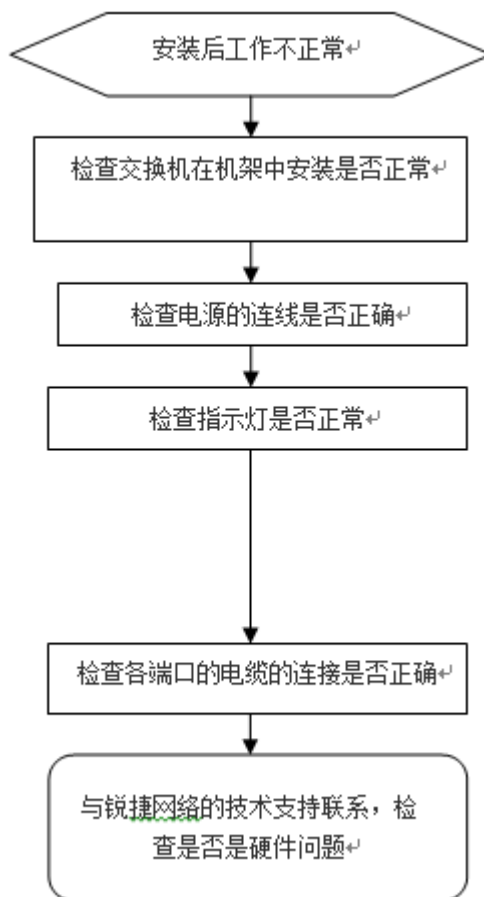 安装后工作不正常↵
检查交换机在机架中安装是否正常↵
检查电源的连线是否正确↵
检查指示灯是否正常↵
检查各端口的电缆的连接是否正确↵
与锐捷网络的技术支持联系，检
查是否是硬件问题↵